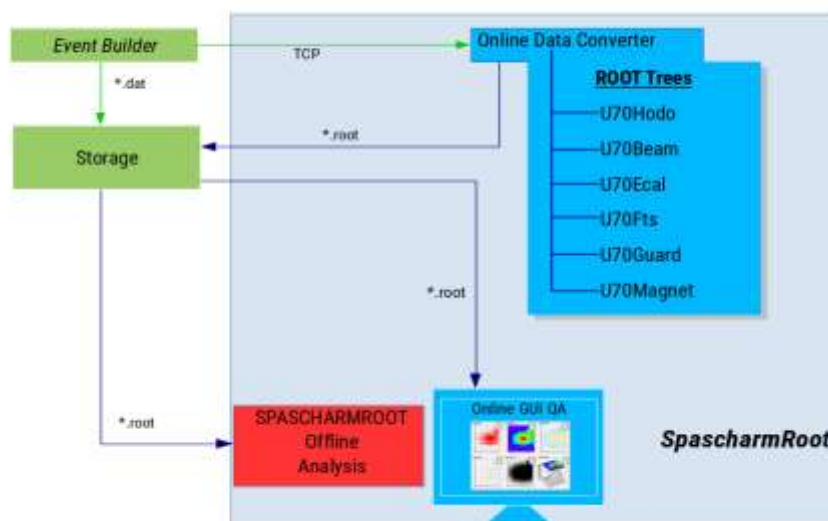 Event Builder
TCP
Online Data Converter
*.dat
ROOT Trees
U70Hodo
*.root
U70Beam
Storage
U70Ecal
U70Fts
U70Guard
*.root
U70Magnet
Online GUI QA
*.root
SPASCHARMROOT
Offline
Analysis
SpascharmRoot